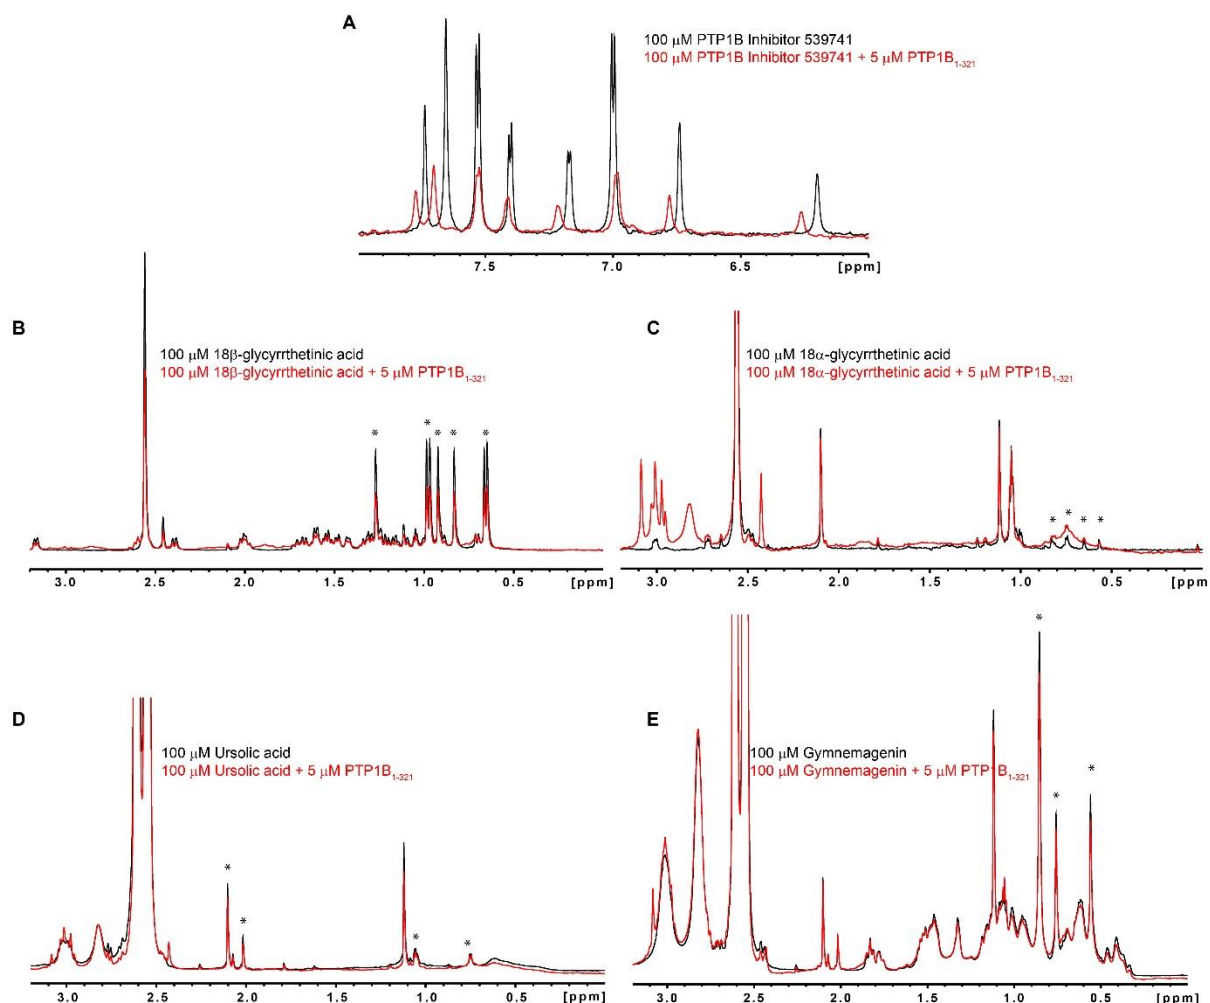 A
100 μM PTP1B Inhibitor 539741
100 μM PTP1B Inhibitor 539741 + 5 μM PTP1B1-321
7.5 7.0 6.5 [ppm]
B
100 μM 18β-glycyrrthetinic acid
100 μM 18β-glycyrrthetinic acid + 5 μM PTP1B1-321
* * * * *
3.0 2.5 2.0 1.5 1.0 0.5 [ppm]
C
100 μM 18α-glycyrrthetinic acid
100 μM 18α-glycyrrthetinic acid + 5 μM PTP1B1-321
* * * *
3.0 2.5 2.0 1.5 1.0 0.5 [ppm]
D
100 μM Ursolic acid
100 μM Ursolic acid + 5 μM PTP1B1-321
* * * *
3.0 2.5 2.0 1.5 1.0 0.5 [ppm]
E
100 μM Gymnemagenin
100 μM Gymnemagenin + 5 μM PTP1B1-321
* * *
3.0 2.5 2.0 1.5 1.0 0.5 [ppm]